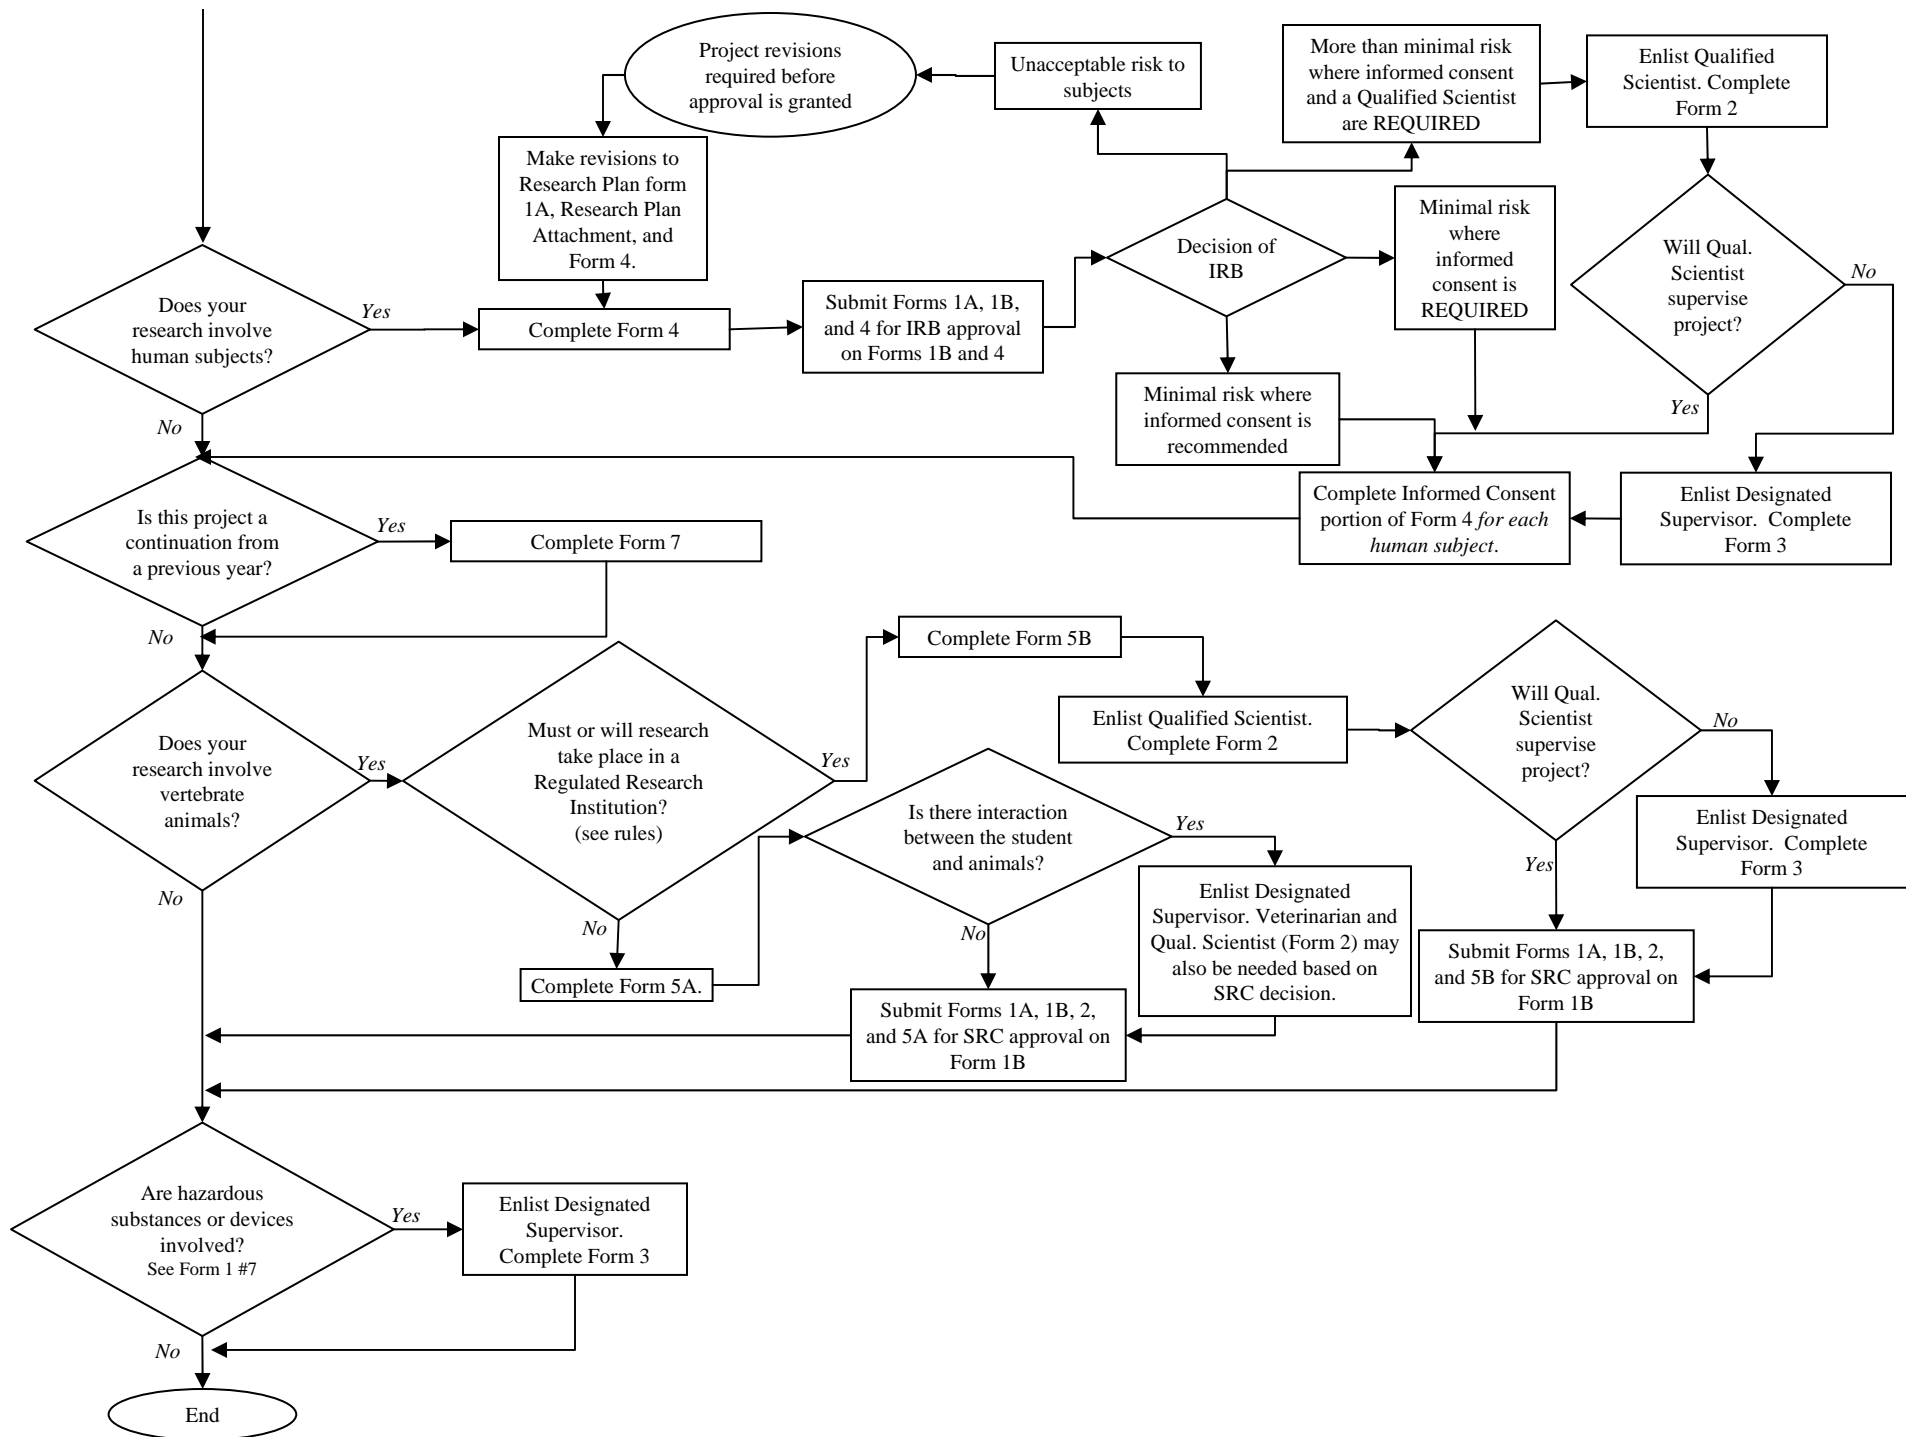 Project revisions
required before
approval is granted
Unacceptable risk to
subjects
More than minimal risk
where informed consent
and a Qualified Scientist
are REQUIRED
Enlist Qualified
Scientist. Complete
Form 2
Make revisions to
Research Plan form
1A, Research Plan
Attachment, and
Form 4.
Decision of
IRB
Minimal risk
where
informed
consent is
REQUIRED
Will Qual.
Scientist
supervise
project?
No
Yes
Does your
research involve
human subjects?
Yes
No
Complete Form 4
Submit Forms 1A, 1B,
and 4 for IRB approval
on Forms 1B and 4
Minimal risk where
informed consent is
recommended
Complete Informed Consent
portion of Form 4 for each
human subject.
Enlist Designated
Supervisor.  Complete
Form 3
Is this project a
continuation from
a previous year?
Yes
No
Complete Form 7
Does your
research involve
vertebrate
animals?
Yes
No
Must or will research
take place in a
Regulated Research
Institution?
(see rules)
Yes
No
Complete Form 5B
Enlist Qualified Scientist.
Complete Form 2
Will Qual.
Scientist
supervise
project?
No
Yes
Enlist Designated
Supervisor.  Complete
Form 3
Complete Form 5A.
Is there interaction
between the student
and animals?
Yes
No
Enlist Designated
Supervisor. Veterinarian and
Qual. Scientist (Form 2) may
also be needed based on
SRC decision.
Submit Forms 1A, 1B, 2,
and 5A for SRC approval on
Form 1B
Submit Forms 1A, 1B, 2,
and 5B for SRC approval on
Form 1B
Are hazardous
substances or devices
involved?
See Form 1 #7
Yes
No
Enlist Designated
Supervisor.
Complete Form 3
End